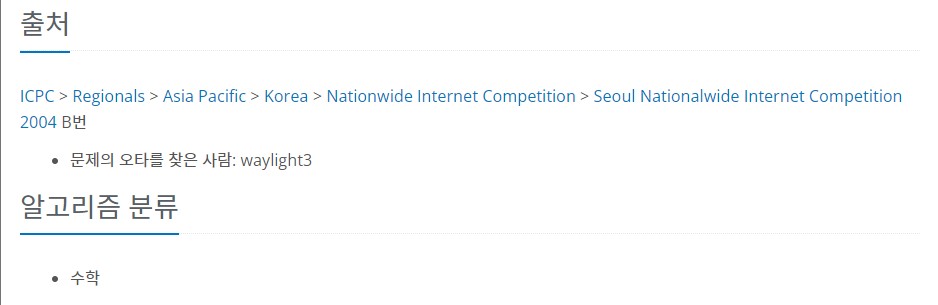 출처
ICPC > Regionals > Asia Pacific > Korea > Nationwide Internet Competition > Seoul Nationalwide Internet Competition
2004 B번
• 문제의 오타를 찾은 사람: waylight3
알고리즘 분류
• 수학